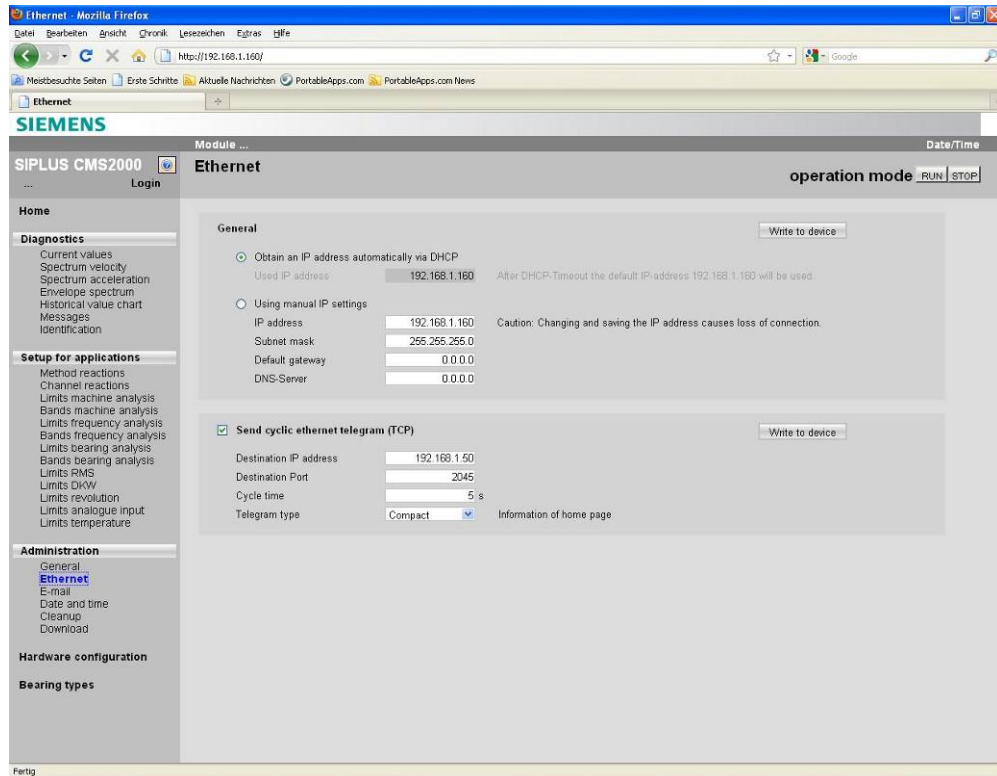 Ethernet - Mozilla Firefox
Datei Bearbeiten Ansicht Chronik Lesezeichen Extras Hilfe
http://192.168.1.160/
Google
Meistbesuchte Seiten Erste Schritte Aktuelle Nachrichten PortableApps.com PortableApps.com News
Ethernet
SIEMENS
Module ... Date/Time
SIPLUS CMS2000
... Login
Ethernet
operation mode RUN STOP
Home
Diagnostics
Current values
Spectrum velocity
Spectrum acceleration
Envelope spectrum
Historical value chart
Messages
Identification
Setup for applications
Method reactions
Channel reactions
Limits machine analysis
Bands machine analysis
Limits frequency analysis
Bands frequency analysis
Limits bearing analysis
Bands bearing analysis
Limits RMS
Limits DKW
Limits revolution
Limits analogue input
Limits temperature
Administration
General
Ethernet
E-mail
Date and time
Cleanup
Download
Hardware configuration
Bearing types
General Write to device
Obtain an IP address automatically via DHCP
Used IP address 192.168.1.160 After DHCP-Timeout the default IP-address 192.168.1.160 will be used.
Using manual IP settings
IP address 192.168.1.160 Caution: Changing and saving the IP address causes loss of connection.
Subnet mask 255.255.255.0
Default gateway 0.0.0.0
DNS-Server 0.0.0.0
Send cyclic ethernet telegram (TCP) Write to device
Destination IP address 192.168.1.50
Destination Port 2045
Cycle time 5 s
Telegram type Compact Information of home page
Fertig